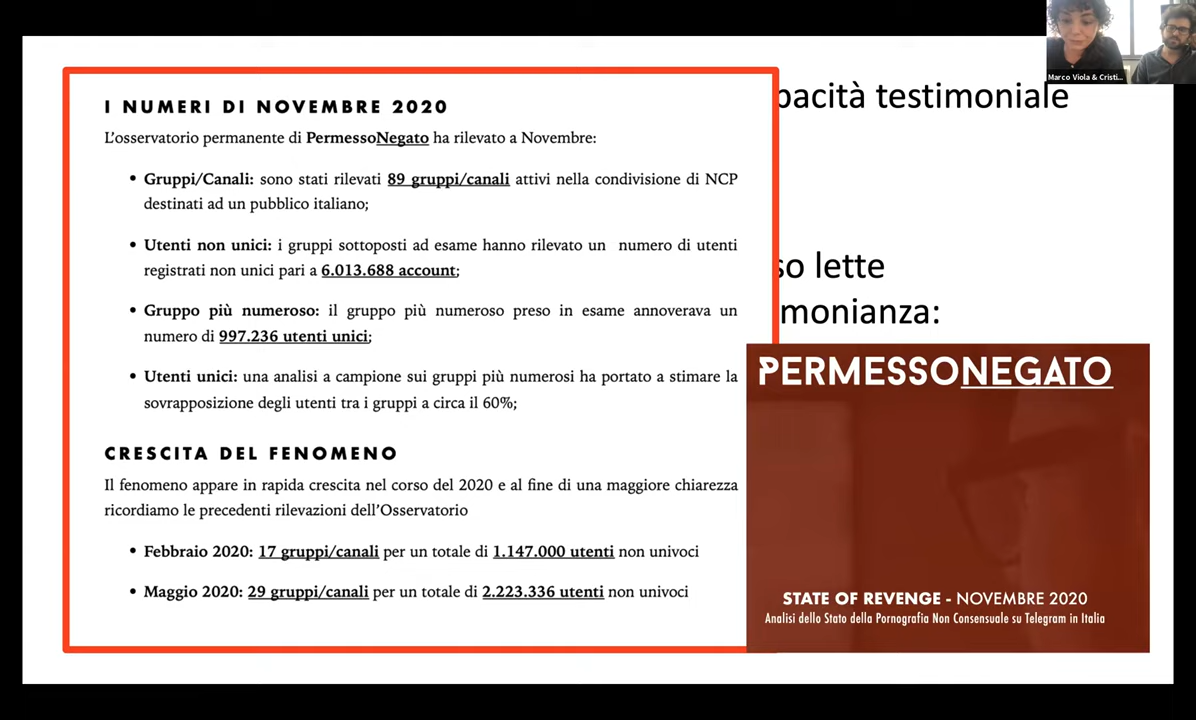 Marco Viola & Cristi...
I NUMERI DI NOVEMBRE 2020
L'osservatorio permanente di PermessoNegato ha rilevato a Novembre:
• Gruppi/Canali: sono stati rilevati 89 gruppi/canali attivi nella condivisione di NCP
destinati ad un pubblico italiano;
• Utenti non unici: i gruppi sottoposti ad esame hanno rilevato un numero di utenti
registrati non unici pari a 6.013.688 account;
• Gruppo più numeroso: il gruppo più numeroso preso in esame annoverava un
numero di 997.236 utenti unici;
• Utenti unici: una analisi a campione sui gruppi più numerosi ha portato a stimare la
sovrapposizione degli utenti tra i gruppi a circa il 60%;
CRESCITA DEL FENOMENO
Il fenomeno appare in rapida crescita nel corso del 2020 e al fine di una maggiore chiarezza
ricordiamo le precedenti rilevazioni dell'Osservatorio
• Febbraio 2020: 17 gruppi/canali per un totale di 1.147.000 utenti non univoci
• Maggio 2020: 29 gruppi/canali per un totale di 2.223.336 utenti non univoci
pacità testimoniale
so lette
monianza:
PERMESSONEGATO
STATE OF REVENGE - NOVEMBRE 2020
Analisi dello Stato della Pornografia Non Consensuale su Telegram in Italia